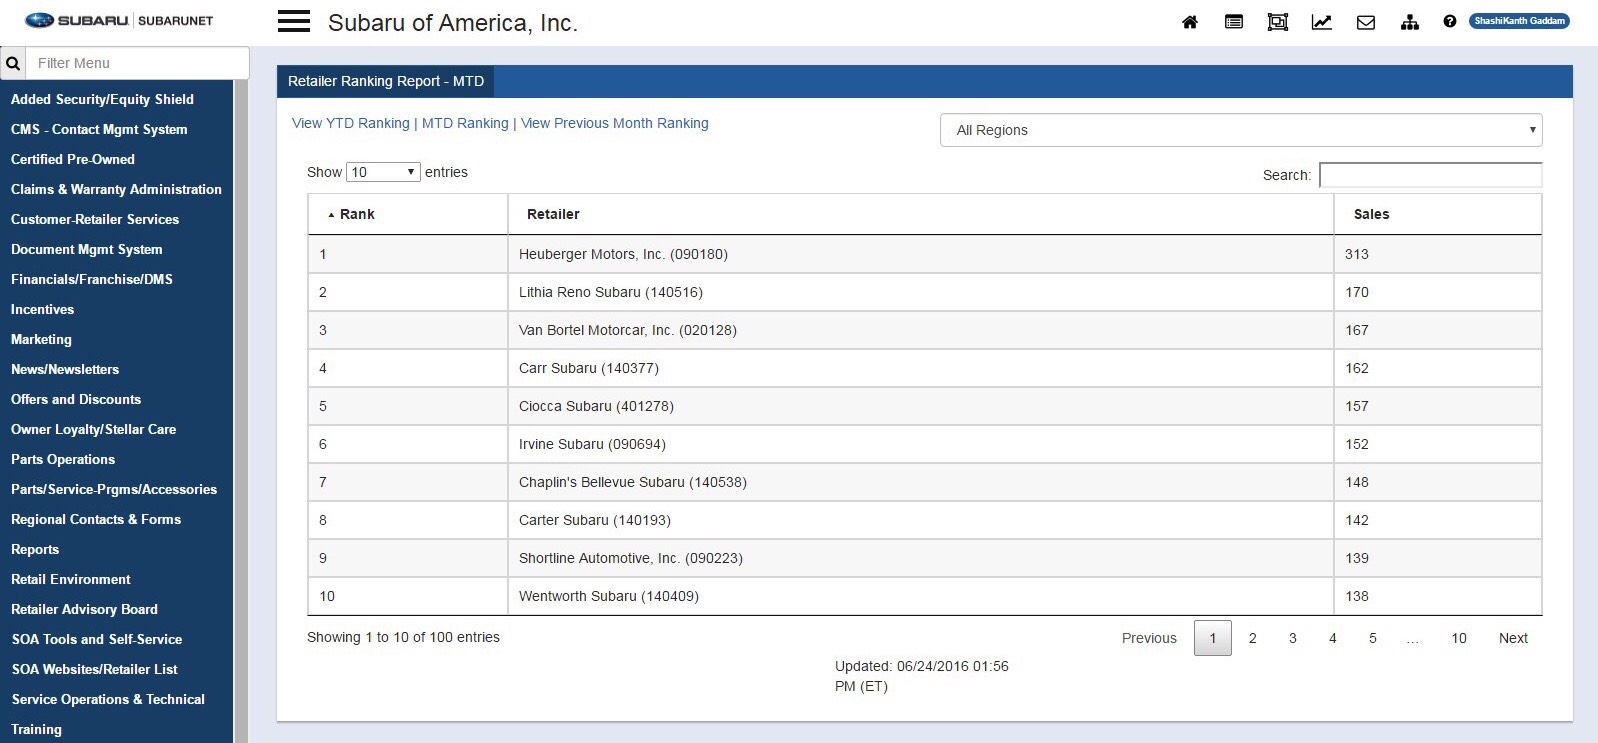 SUBARU. SUBARUNET
Subaru of America, Inc.
ShashiKanth Gaddam
Filter Menu
Added Security/Equity Shield
CMS - Contact Mgmt System
Certified Pre-Owned
Claims & Warranty Administration
Customer-Retailer Services
Document Mgmt System
Financials/Franchise/DMS
Incentives
Marketing
News/Newsletters
Offers and Discounts
Owner Loyalty/Stellar Care
Parts Operations
Parts/Service-Prgms/Accessories
Regional Contacts & Forms
Reports
Retail Environment
Retailer Advisory Board
SOA Tools and Self-Service
SOA Websites/Retailer List
Service Operations & Technical
Training
Retailer Ranking Report - MTD
View YTD Ranking | MTD Ranking | View Previous Month Ranking
All Regions
Show 10 entries
Search:
Rank Retailer Sales
1 Heuberger Motors, Inc. (090180) 313
2 Lithia Reno Subaru (140516) 170
3 Van Bortel Motorcar, Inc. (020128) 167
4 Carr Subaru (140377) 162
5 Ciocca Subaru (401278) 157
6 Irvine Subaru (090694) 152
7 Chaplin's Bellevue Subaru (140538) 148
8 Carter Subaru (140193) 142
9 Shortline Automotive, Inc. (090223) 139
10 Wentworth Subaru (140409) 138
Showing 1 to 10 of 100 entries
Previous 1 2 3 4 5 … 10 Next
Updated: 06/24/2016 01:56
PM (ET)